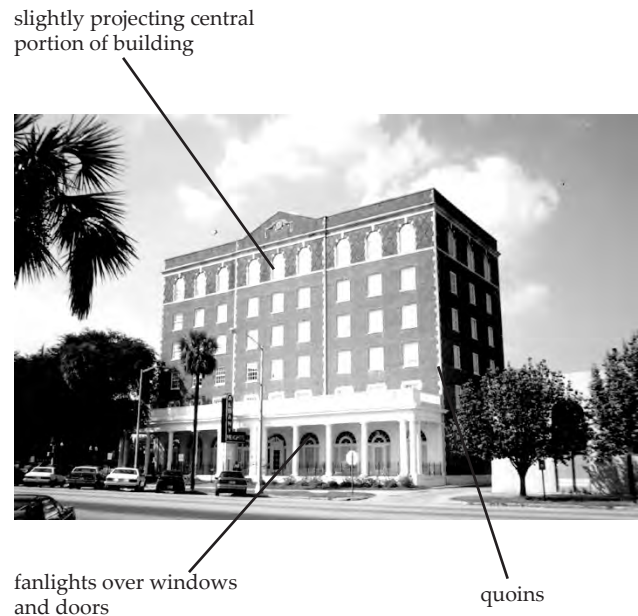 slightly projecting central
portion of building
fanlights over windows
and doors
quoins